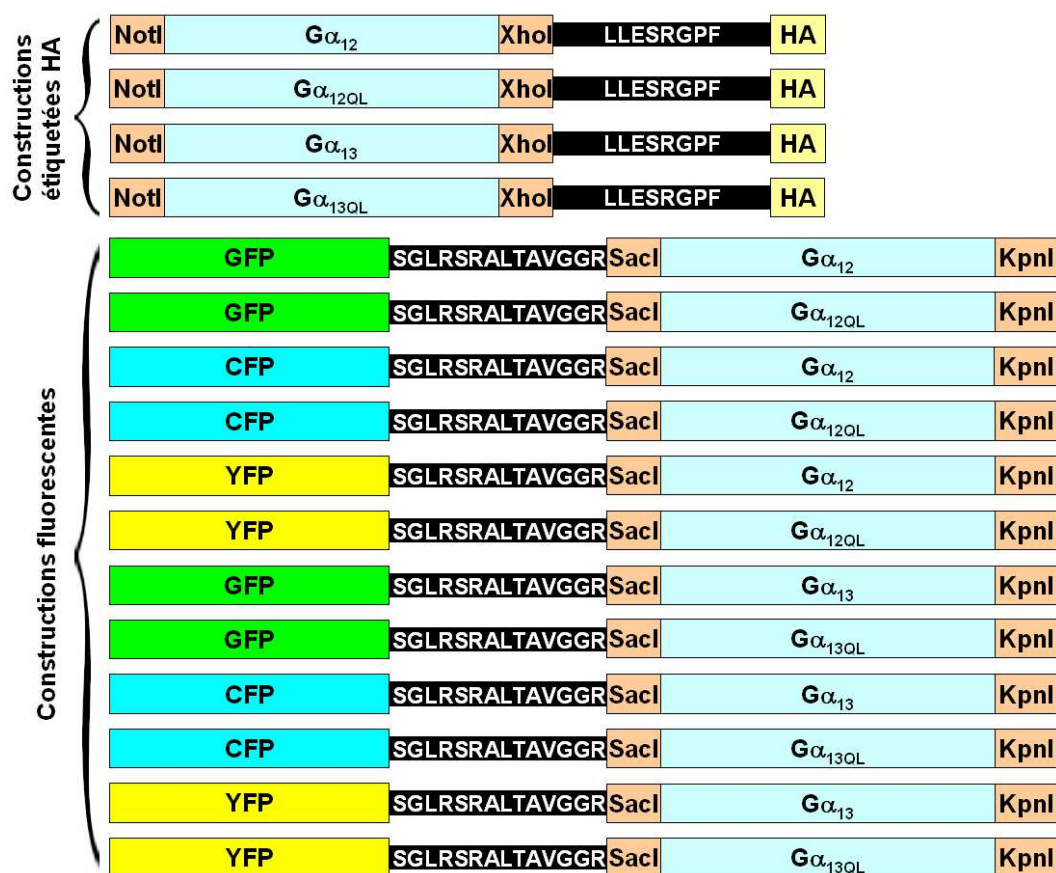 Constructions
étiquetées HA
NotI Gα12 XhoI LLESRGPF HA
NotI Gα12QL XhoI LLESRGPF HA
NotI Gα13 XhoI LLESRGPF HA
NotI Gα13QL XhoI LLESRGPF HA
Constructions fluorescentes
GFP SGLRSRALTAVGGR SacI Gα12 KpnI
GFP SGLRSRALTAVGGR SacI Gα12QL KpnI
CFP SGLRSRALTAVGGR SacI Gα12 KpnI
CFP SGLRSRALTAVGGR SacI Gα12QL KpnI
YFP SGLRSRALTAVGGR SacI Gα12 KpnI
YFP SGLRSRALTAVGGR SacI Gα12QL KpnI
GFP SGLRSRALTAVGGR SacI Gα13 KpnI
GFP SGLRSRALTAVGGR SacI Gα13QL KpnI
CFP SGLRSRALTAVGGR SacI Gα13 KpnI
CFP SGLRSRALTAVGGR SacI Gα13QL KpnI
YFP SGLRSRALTAVGGR SacI Gα13 KpnI
YFP SGLRSRALTAVGGR SacI Gα13QL KpnI